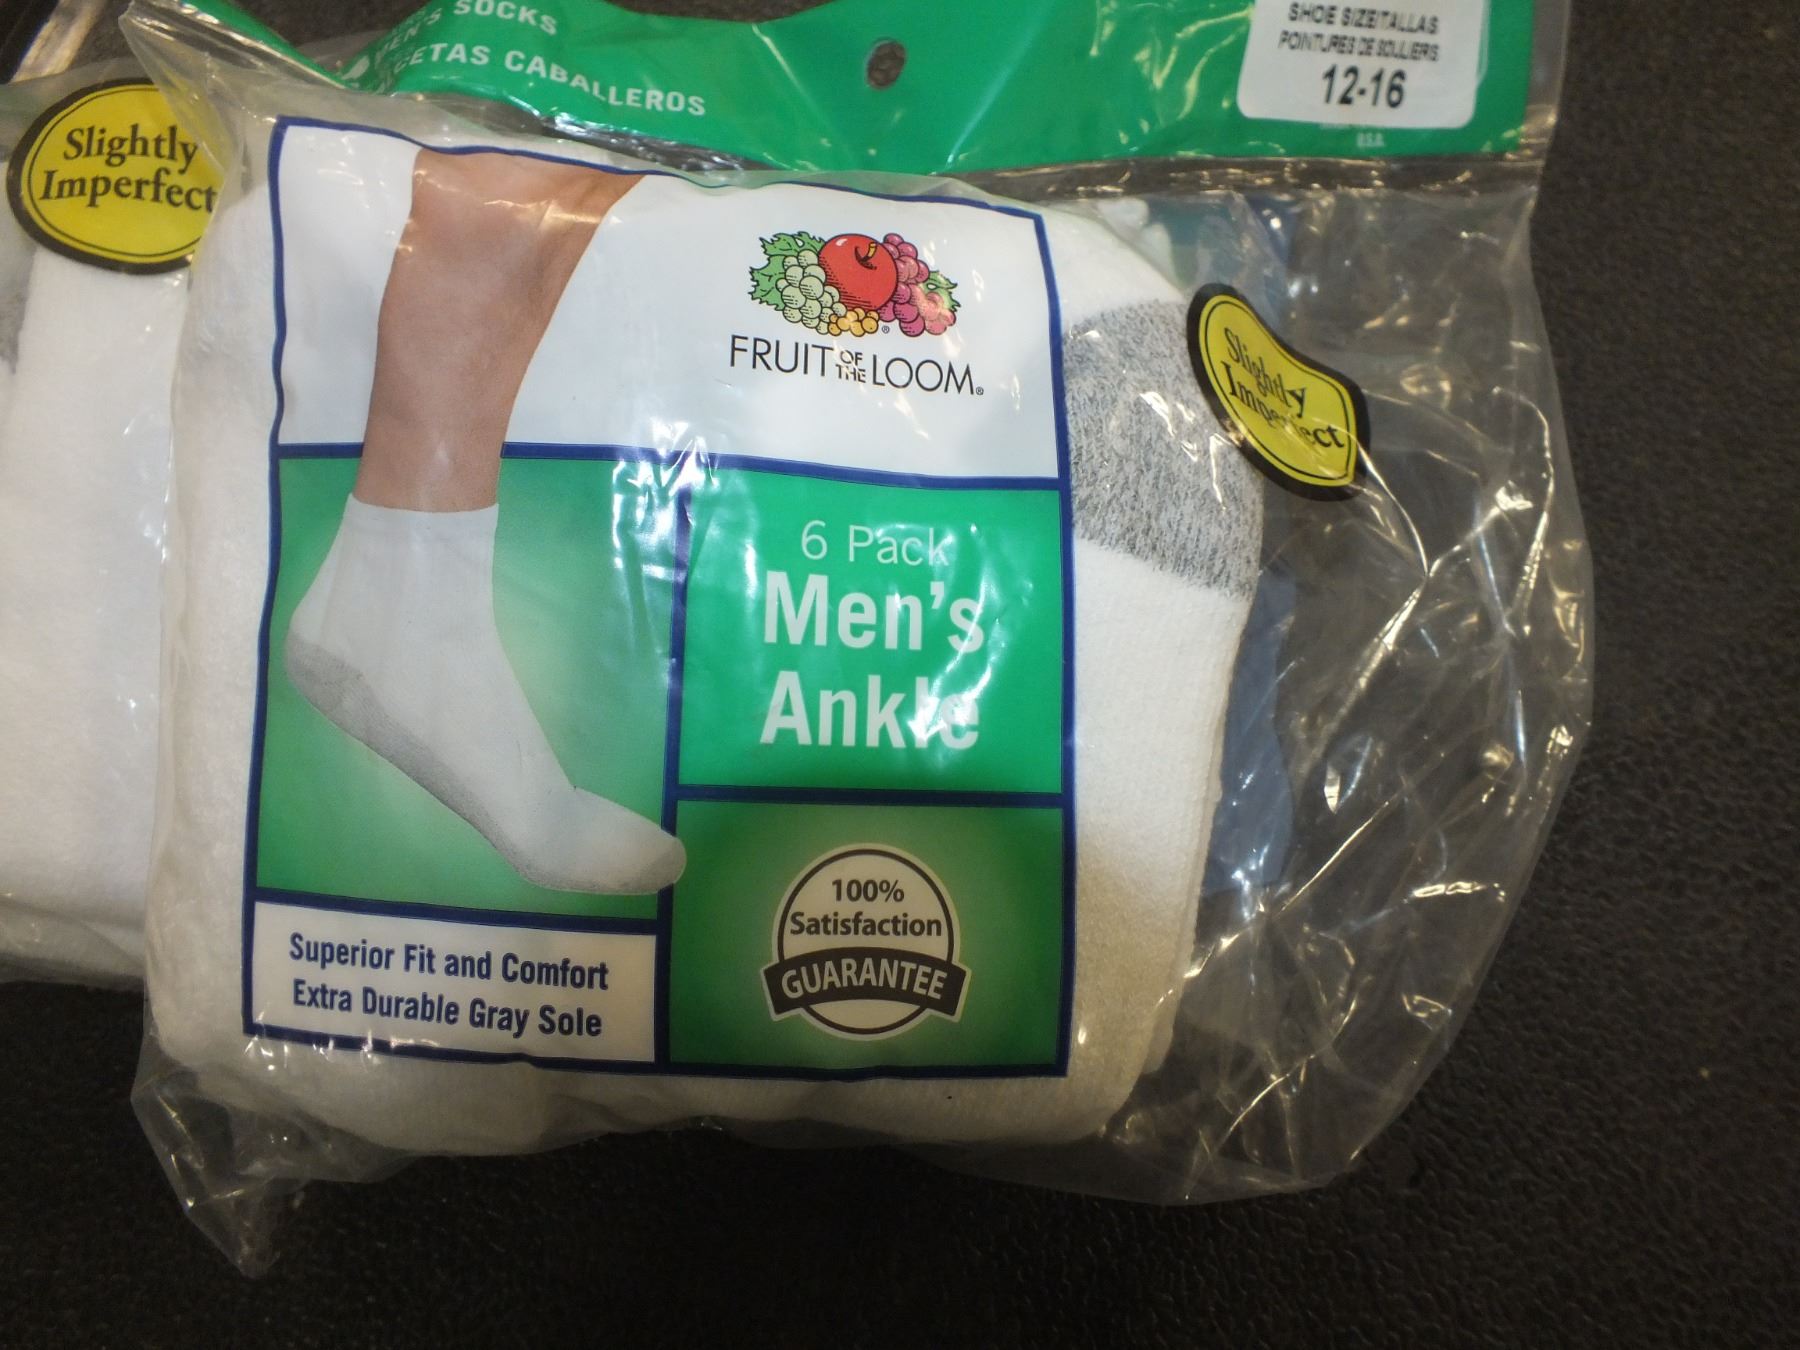 SOCKS
CABALLEROS
SHOE SIZE/TALLAS
POINTURES DE SOULIERS
12-16
U.S.A.
Slightly
Imperfect
FRUIT OF THE LOOM®
Slightly
Imperfect
6 Pack
Men's
Ankle
100%
Satisfaction
GUARANTEE
Superior Fit and Comfort
Extra Durable Gray Sole